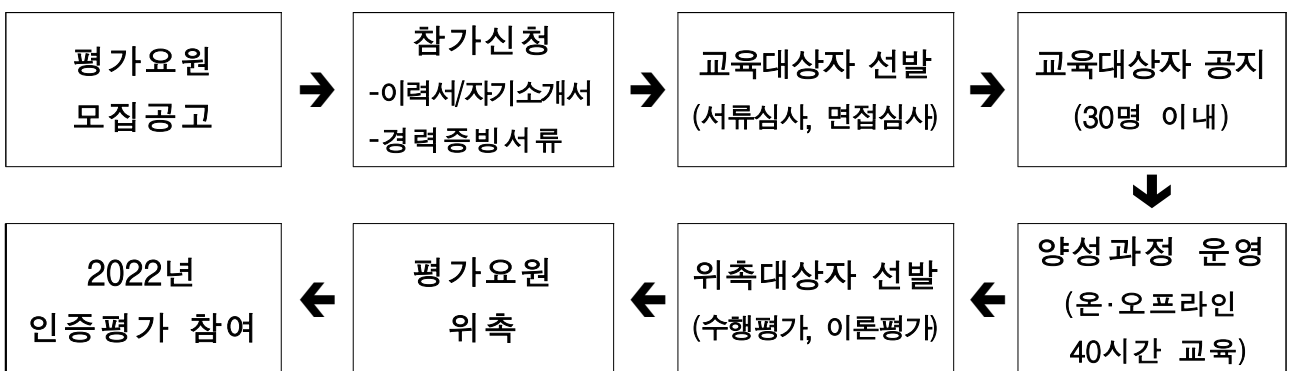 평가요원
모집공고
참가신청
-이력서/자기소개서
-경력증빙서류
교육대상자 선발
(서류심사, 면접심사)
교육대상자 공지
(30명 이내)
양성과정 운영
(온·오프라인
40시간 교육)
위촉대상자 선발
(수행평가, 이론평가)
평가요원
위촉
2022년
인증평가 참여